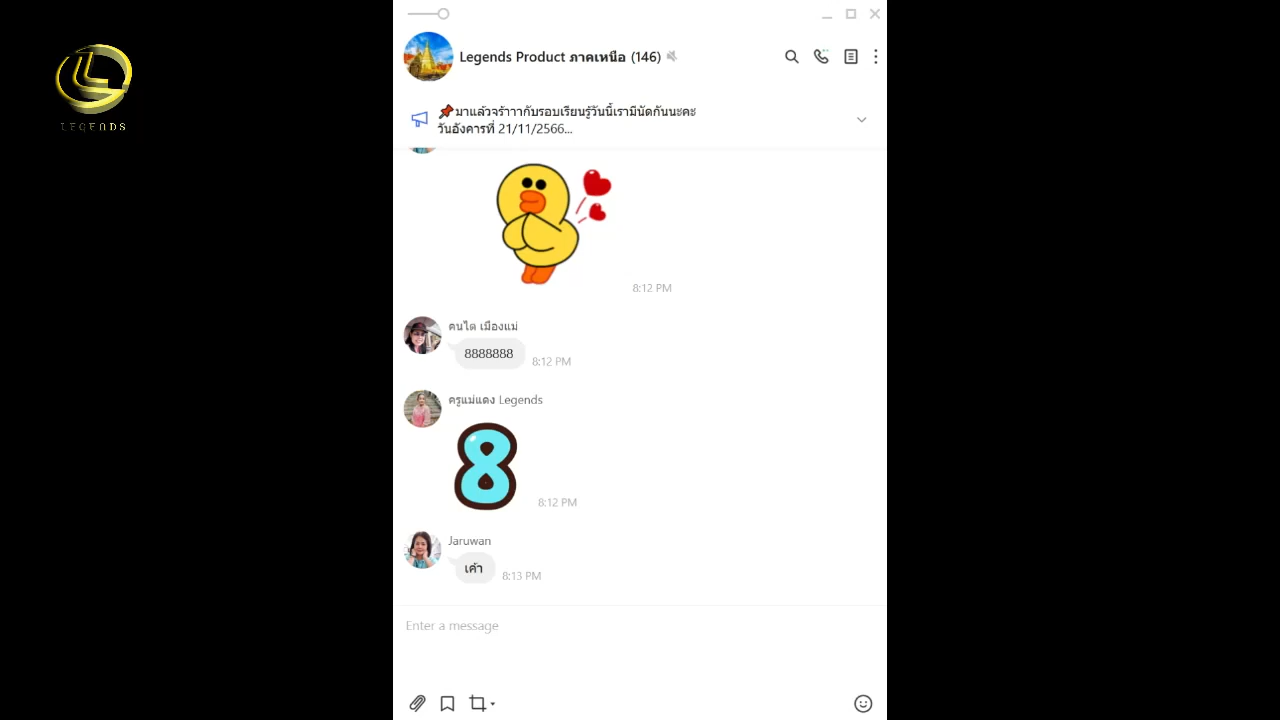 LEGENDS
Legends Product ภาคเหนือ (146)
📌มาแล้วจร้าาากับรอบเรียนรู้วันนี้เรามีนัดกันนะคะ
วันอังคารที่ 21/11/2566...
8:12 PM
คนไต เมืองแม่
8888888
8:12 PM
ครูแม่แตง Legends
8
8:12 PM
Jaruwan
เค้า
8:13 PM
Enter a message